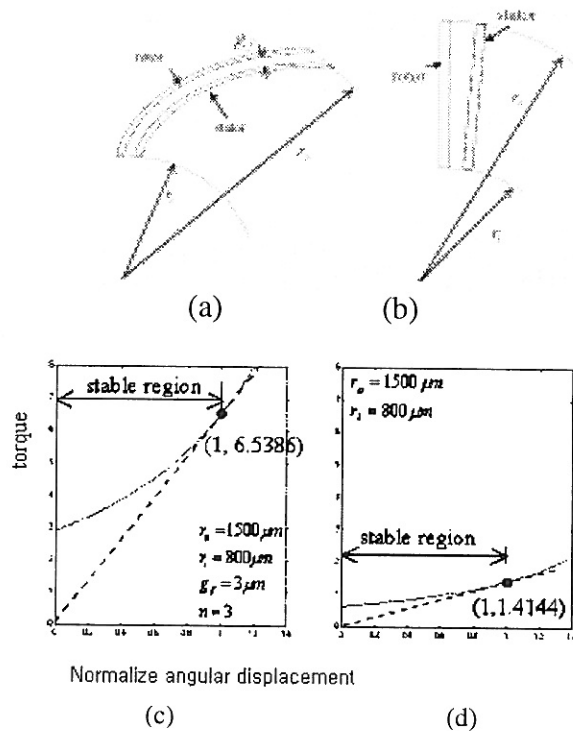 rotor
stator
stator
rotor
(a)
(b)
stable region
(1, 6.5386)
r_o = 1500 μm
r_i = 800 μm
g_f = 3 μm
n = 3
torque
r_o = 1500 μm
r_i = 800 μm
stable region
(1,1.4144)
Normalize angular displacement
(c)
(d)